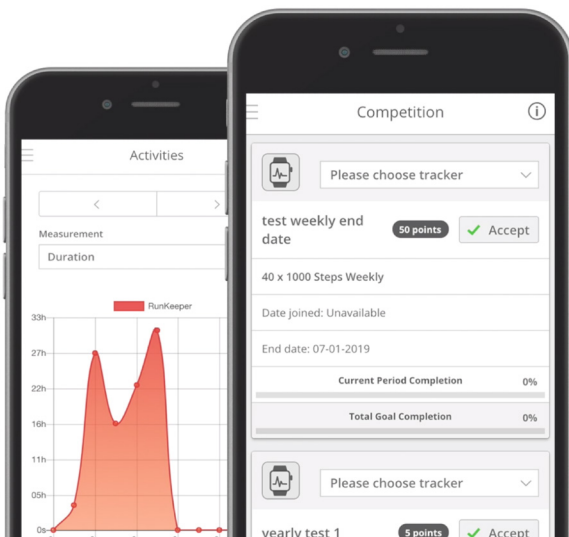 Activities
<
>
Measurement
Duration
RunKeeper
33h
27h
22h
16h
11h
05h
0s
Competition
Please choose tracker
test weekly end
date
50 points
Accept
40 x 1000 Steps Weekly
Date joined: Unavailable
End date: 07-01-2019
Current Period Completion 0%
Total Goal Completion 0%
Please choose tracker
yearly test 1
5 points
Accept